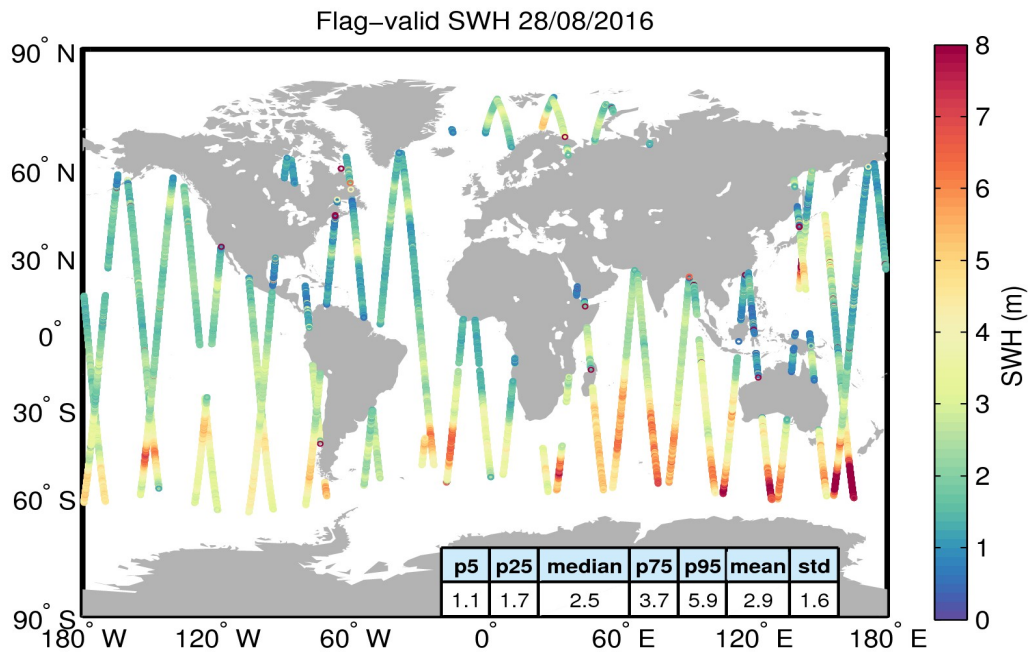 Flag−valid SWH 28/08/2016
90° N
60° N
30° N
0°
30° S
60° S
90° S
180° W
120° W
60° W
0°
60° E
120° E
180° E
p5 p25 median p75 p95 mean std
1.1 1.7 2.5 3.7 5.9 2.9 1.6
8
7
6
5
4
3
2
1
0
SWH (m)